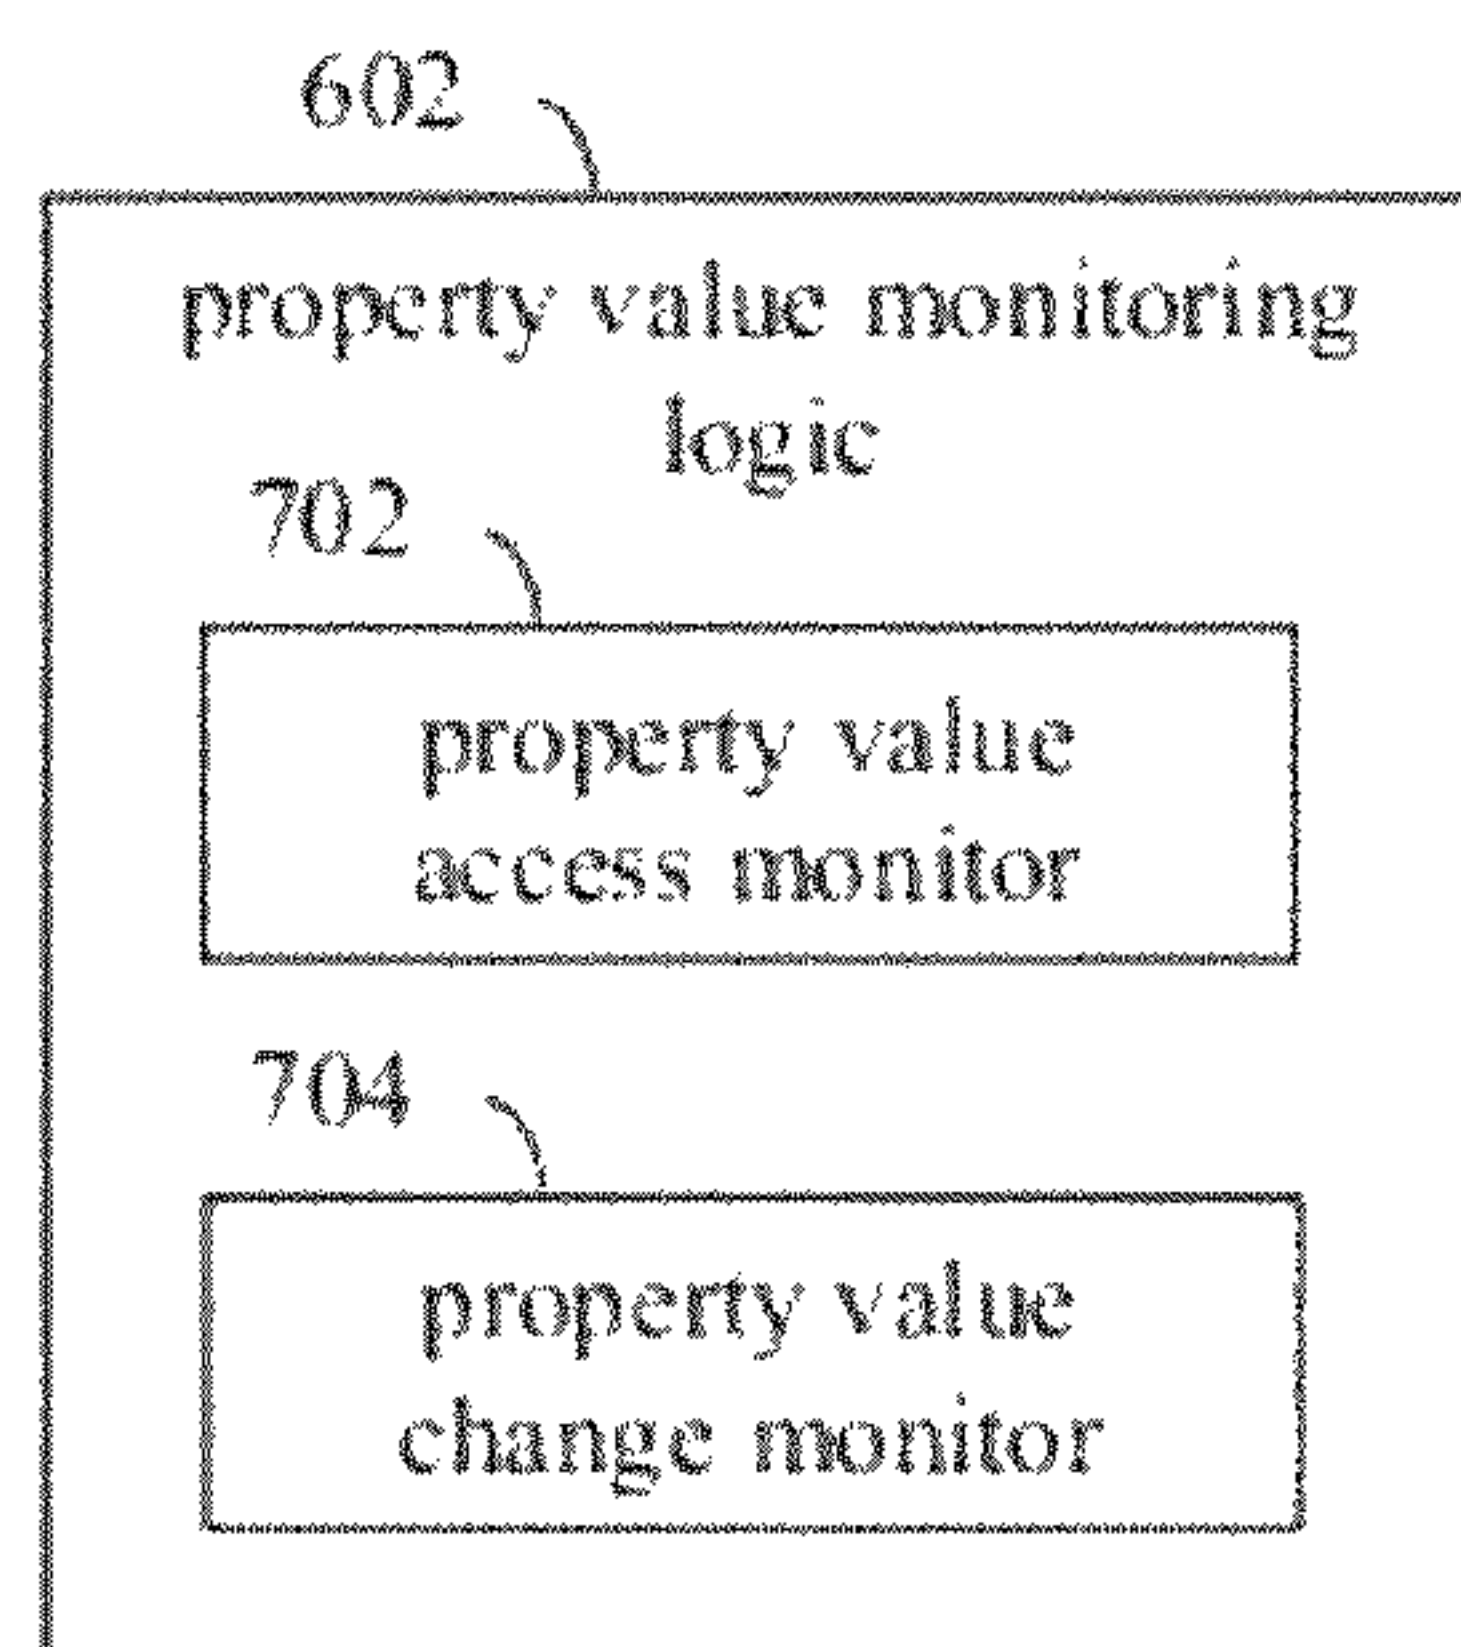 602
property value monitoring
logic
702
property value
access monitor
704
property value
change monitor